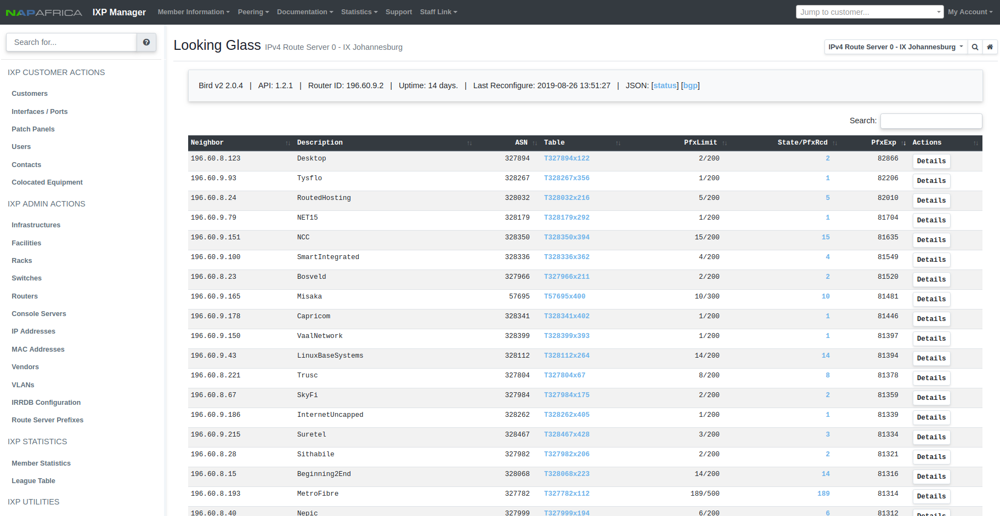 NAPAFRICA IXP Manager Member Information Peering Documentation Statistics Support Staff Link Jump to customer... My Account
Search for...
IXP CUSTOMER ACTIONS
Customers
Interfaces / Ports
Patch Panels
Users
Contacts
Colocated Equipment
IXP ADMIN ACTIONS
Infrastructures
Facilities
Racks
Switches
Routers
Console Servers
IP Addresses
MAC Addresses
Vendors
VLANs
IRRDB Configuration
Route Server Prefixes
IXP STATISTICS
Member Statistics
League Table
IXP UTILITIES
Looking Glass IPv4 Route Server 0 - IX Johannesburg
IPv4 Route Server 0 - IX Johannesburg
Bird v2 2.0.4 | API: 1.2.1 | Router ID: 196.60.9.2 | Uptime: 14 days. | Last Reconfigure: 2019-08-26 13:51:27 | JSON: [status] [bgp]
Search:
Neighbor Description ASN Table PfxLimit State/PfxRcd PfxExp Actions
196.60.8.123 Desktop 327894 T327894x122 2/200 2 82866 Details
196.60.9.93 Tysflo 328267 T328267x356 1/200 1 82206 Details
196.60.8.24 RoutedHosting 328032 T328032x216 5/200 5 82010 Details
196.60.9.79 NET15 328179 T328179x292 1/200 1 81704 Details
196.60.9.151 NCC 328350 T328350x394 15/200 15 81635 Details
196.60.9.100 SmartIntegrated 328336 T328336x362 4/200 4 81549 Details
196.60.8.23 Bosveld 327966 T327966x211 2/200 2 81520 Details
196.60.9.165 Misaka 57695 T57695x400 10/300 10 81481 Details
196.60.9.178 Capricom 328341 T328341x402 1/200 1 81446 Details
196.60.9.150 VaalNetwork 328399 T328399x393 1/200 1 81397 Details
196.60.9.43 LinuxBaseSystems 328112 T328112x264 14/200 14 81394 Details
196.60.8.221 Trusc 327804 T327804x67 8/200 8 81378 Details
196.60.8.67 SkyFi 327984 T327984x175 2/200 2 81359 Details
196.60.9.186 InternetUncapped 328262 T328262x405 1/200 1 81339 Details
196.60.9.215 Suretel 328467 T328467x428 3/200 3 81334 Details
196.60.8.28 Sithabile 327982 T327982x206 2/200 2 81321 Details
196.60.8.15 Beginning2End 328068 T328068x223 14/200 14 81316 Details
196.60.8.193 MetroFibre 327782 T327782x112 189/500 189 81314 Details
196.60.8.40 Nepic 327999 T327999x194 6/200 6 81312 Details